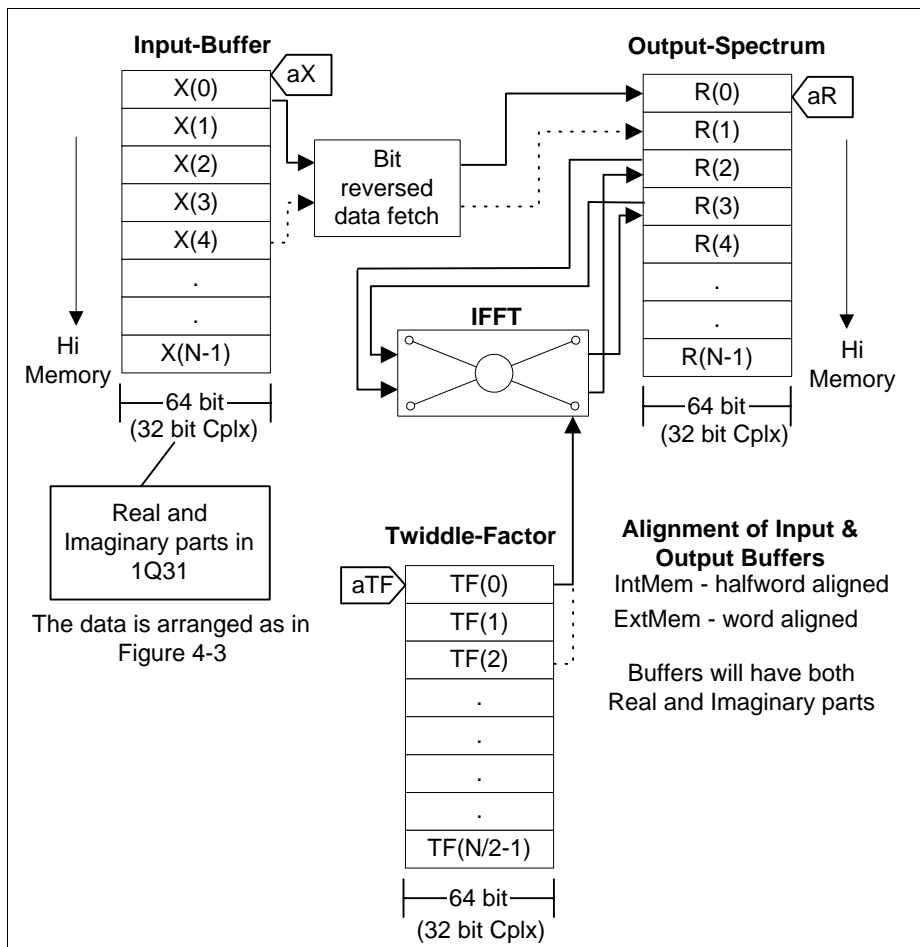 Input-Buffer
aX
X(0)
X(1)
X(2)
X(3)
X(4)
.
.
X(N-1)
Hi
Memory
64 bit
(32 bit Cplx)
Real and
Imaginary parts in
1Q31
The data is arranged as in
Figure 4-3
Bit
reversed
data fetch
Output-Spectrum
aR
R(0)
R(1)
R(2)
R(3)
R(4)
.
.
R(N-1)
Hi
Memory
64 bit
(32 bit Cplx)
IFFT
Twiddle-Factor
aTF
TF(0)
TF(1)
TF(2)
.
.
.
.
TF(N/2-1)
64 bit
(32 bit Cplx)
Alignment of Input &
Output Buffers
IntMem - halfword aligned
ExtMem - word aligned
Buffers will have both
Real and Imaginary parts